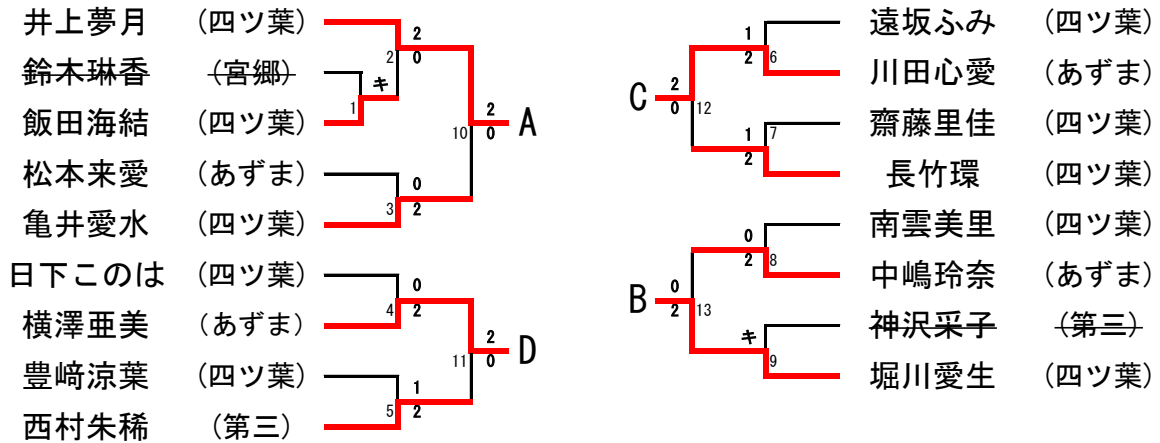 井上夢月 (四ツ葉)
鈴木琳香 (宮郷)
飯田海結 (四ツ葉)
松本来愛 (あずま)
亀井愛水 (四ツ葉)
日下このは (四ツ葉)
横澤亜美 (あずま)
豊﨑涼葉 (四ツ葉)
西村朱稀 (第三)
2
2
0
キ
1
10
2
0
A
0
3
2
0
4
2
11
2
0
D
1
5
2
遠坂ふみ (四ツ葉)
川田心愛 (あずま)
齋藤里佳 (四ツ葉)
長竹環 (四ツ葉)
南雲美里 (四ツ葉)
中嶋玲奈 (あずま)
神沢采子 (第三)
堀川愛生 (四ツ葉)
1
2
6
C
2
0
12
1
2
7
0
2
8
B
0
2
13
キ
9